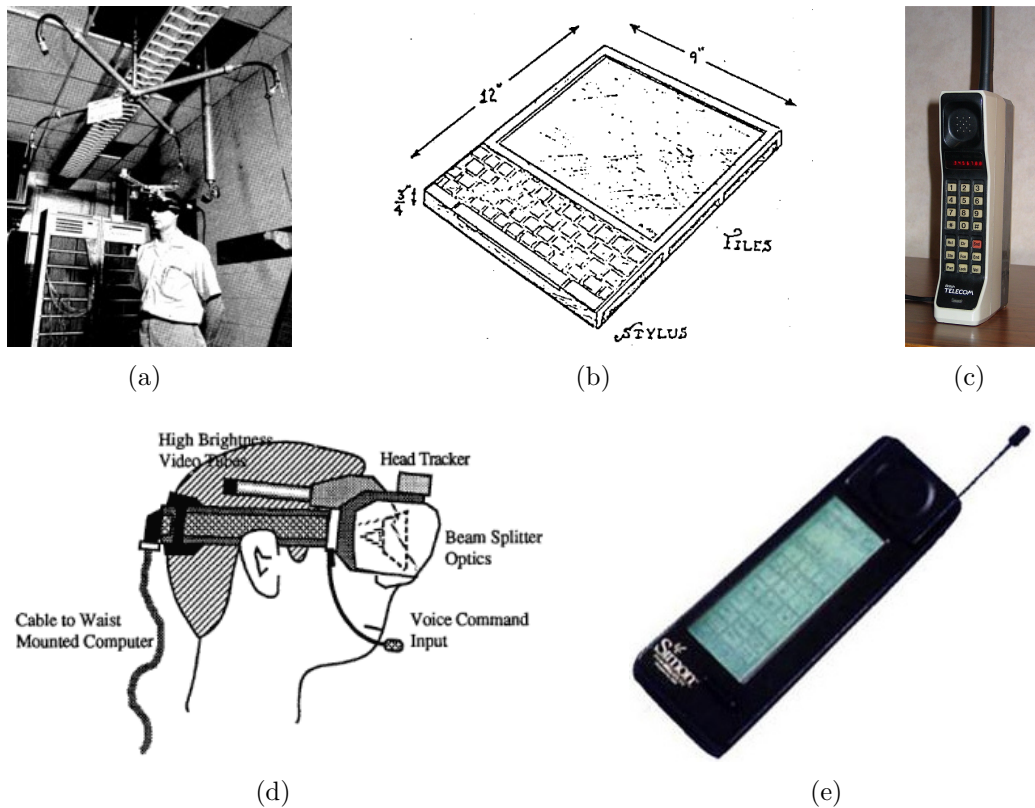 12"
9"
3/4
FILES
STYLUS
1 2 3
4 5 6
7 8 9
* 0 #
TELECOM
(a)
(b)
(c)
High Brightness
Video Tubes
Head Tracker
Beam Splitter
Optics
Cable to Waist
Mounted Computer
Voice Command
Input
Simon
(d)
(e)